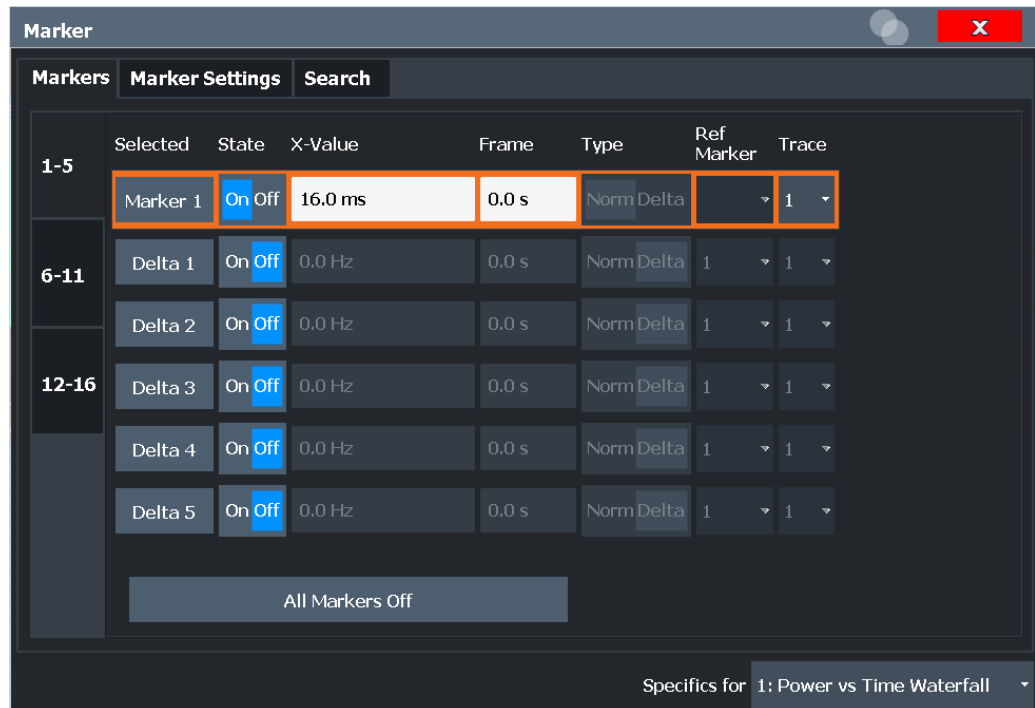 Marker X
Markers Marker Settings Search
Selected State X-Value Frame Type Ref Marker Trace
1-5
Marker 1 On Off 16.0 ms 0.0 s Norm Delta 1
6-11
Delta 1 On Off 0.0 Hz 0.0 s Norm Delta 1 1
Delta 2 On Off 0.0 Hz 0.0 s Norm Delta 1 1
12-16
Delta 3 On Off 0.0 Hz 0.0 s Norm Delta 1 1
Delta 4 On Off 0.0 Hz 0.0 s Norm Delta 1 1
Delta 5 On Off 0.0 Hz 0.0 s Norm Delta 1 1
All Markers Off
Specifics for 1: Power vs Time Waterfall